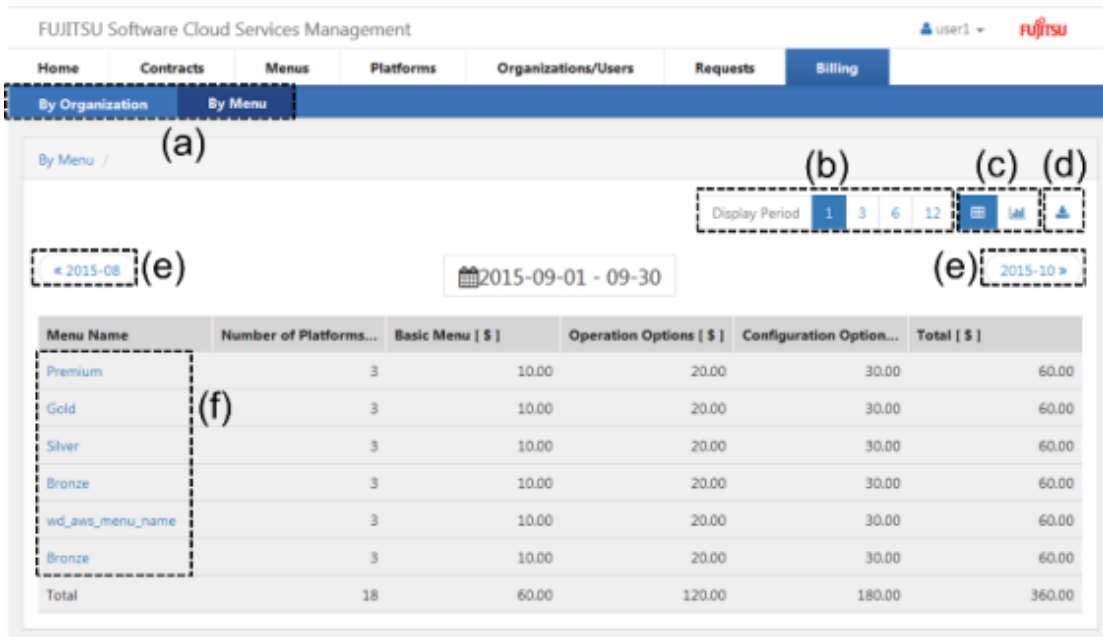 FUJITSU Software Cloud Services Management user1 FUJITSU
Home Contracts Menus Platforms Organizations/Users Requests Billing
By Organization By Menu
(a)
By Menu /
(b) (c) (d)
Display Period 1 3 6 12
« 2015-08 (e) 2015-09-01 - 09-30 (e) 2015-10 »
Menu Name Number of Platforms... Basic Menu [ $ ] Operation Options [ $ ] Configuration Option... Total [ $ ]
Premium 3 10.00 20.00 30.00 60.00
Gold (f) 3 10.00 20.00 30.00 60.00
Silver 3 10.00 20.00 30.00 60.00
Bronze 3 10.00 20.00 30.00 60.00
wd_aws_menu_name 3 10.00 20.00 30.00 60.00
Bronze 3 10.00 20.00 30.00 60.00
Total 18 60.00 120.00 180.00 360.00